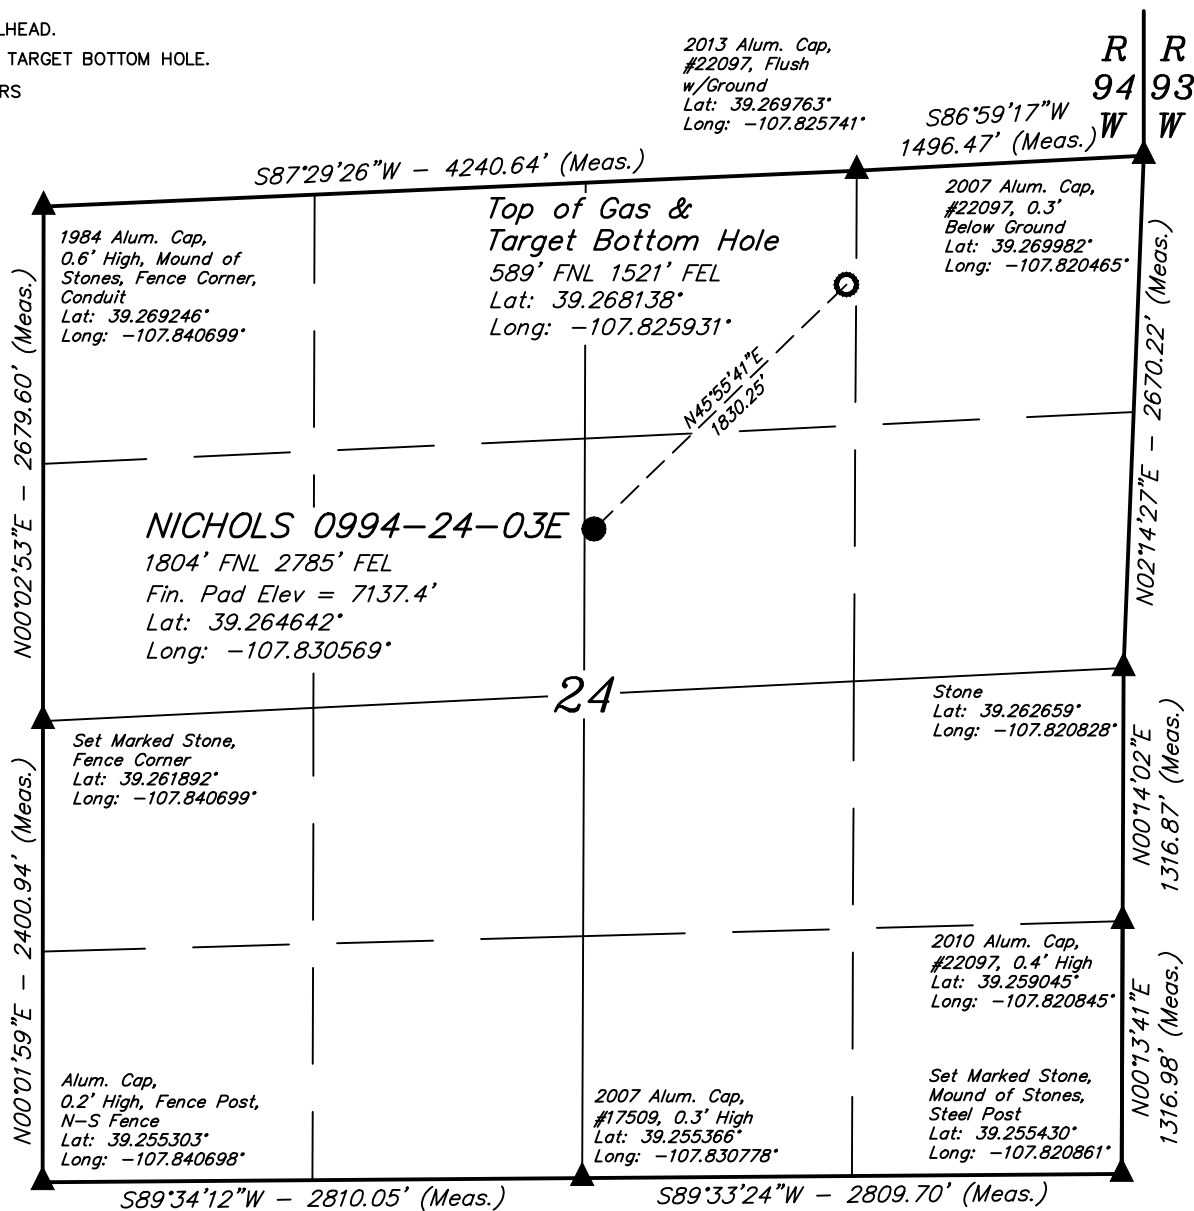 LHEAD.
TARGET BOTTOM HOLE.
RS
2013 Alum. Cap,
#22097, Flush
w/Ground
Lat: 39.269763°
Long: -107.825741°
R R
94 93
W W
S86°59'17"W
1496.47' (Meas.)
S87°29'26"W - 4240.64' (Meas.)
1984 Alum. Cap,
0.6' High, Mound of
Stones, Fence Corner,
Conduit
Lat: 39.269246°
Long: -107.840699°
Top of Gas &
Target Bottom Hole
589' FNL 1521' FEL
Lat: 39.268138°
Long: -107.825931°
2007 Alum. Cap,
#22097, 0.3'
Below Ground
Lat: 39.269982°
Long: -107.820465°
N00°02'53"E - 2679.60' (Meas.)
N02°14'27"E - 2670.22' (Meas.)
N45°55'41"E
1830.25'
NICHOLS 0994-24-03E
1804' FNL 2785' FEL
Fin. Pad Elev = 7137.4'
Lat: 39.264642°
Long: -107.830569°
24
Stone
Lat: 39.262659°
Long: -107.820828°
Set Marked Stone,
Fence Corner
Lat: 39.261892°
Long: -107.840699°
N00°14'02"E
1316.87' (Meas.)
N00°01'59"E - 2400.94' (Meas.)
2010 Alum. Cap,
#22097, 0.4' High
Lat: 39.259045°
Long: -107.820845°
N00°13'41"E
1316.98' (Meas.)
Alum. Cap,
0.2' High, Fence Post,
N-S Fence
Lat: 39.255303°
Long: -107.840698°
2007 Alum. Cap,
#17509, 0.3' High
Lat: 39.255366°
Long: -107.830778°
Set Marked Stone,
Mound of Stones,
Steel Post
Lat: 39.255430°
Long: -107.820861°
S89°34'12"W - 2810.05' (Meas.)
S89°33'24"W - 2809.70' (Meas.)